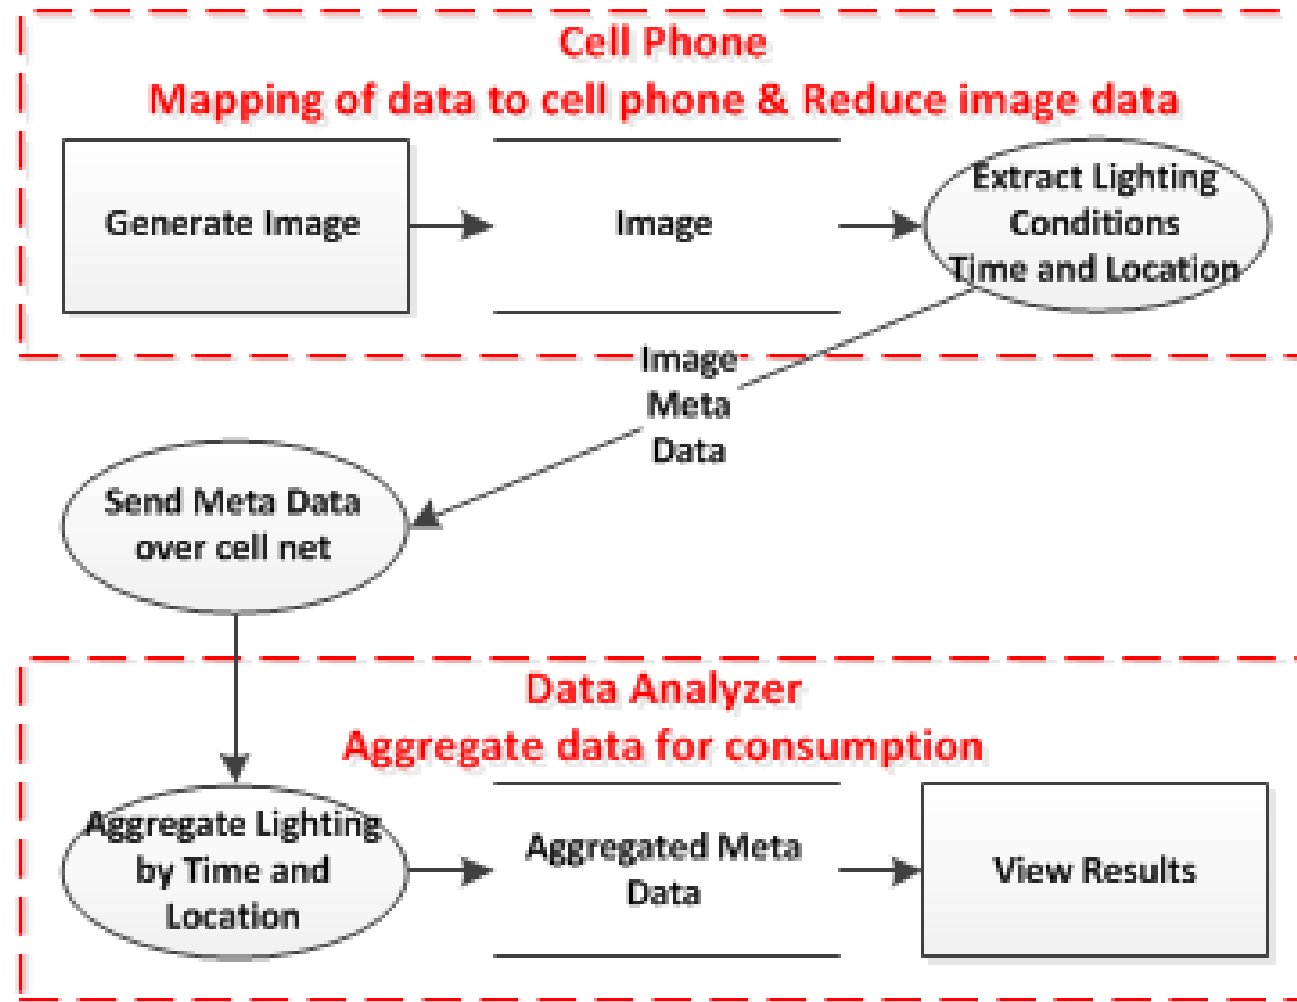 Cell Phone
Mapping of data to cell phone & Reduce image data
Generate Image
Image
Extract Lighting
Conditions
Time and Location
Image
Meta
Data
Send Meta Data
over cell net
Data Analyzer
Aggregate data for consumption
Aggregate Lighting
by Time and
Location
Aggregated Meta
Data
View Results